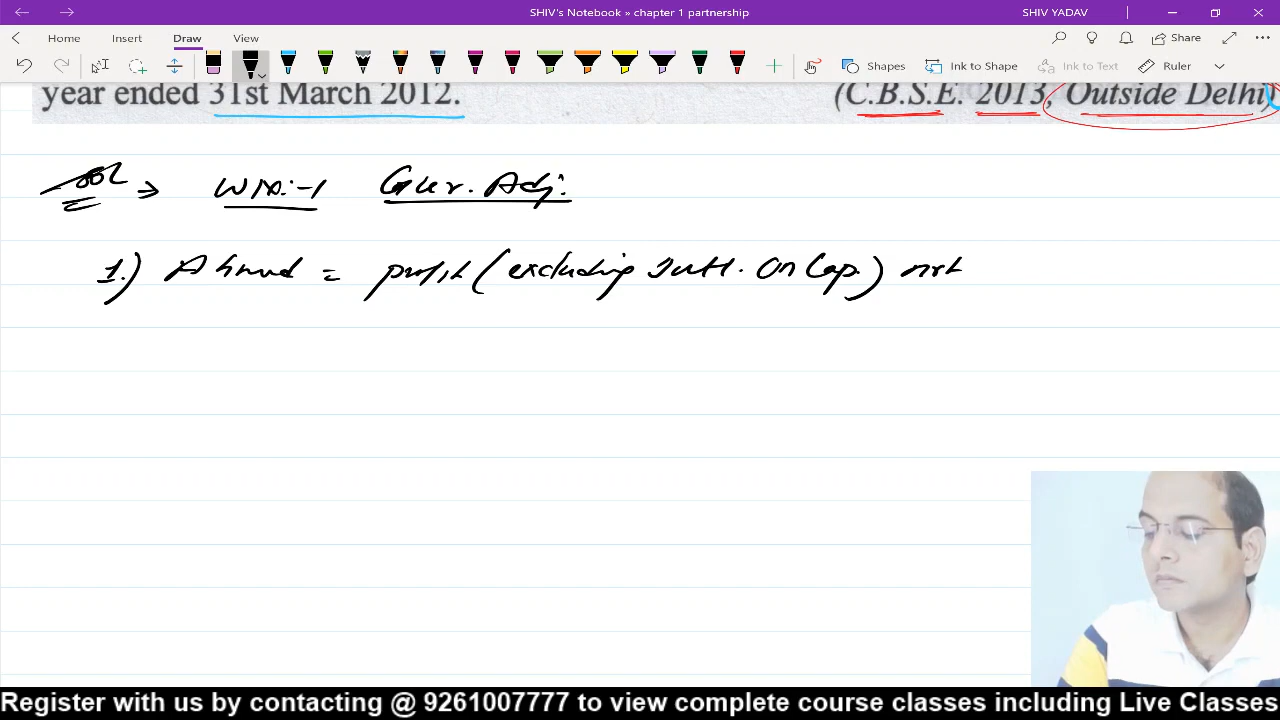 SHIV's Notebook » chapter 1 partnership
SHIV YADAV
Home Insert Draw View
Share
Shapes Ink to Shape Ink to Text Ruler
year ended 31st March 2012. (C.B.S.E. 2013, Outside Delhi)
Sol ⇒ W.N:-1 Guar. Adj.
1.) Ahmad = profit (excluding Intt. on Cap.) not
Register with us by contacting @ 9261007777 to view complete course classes including Live Classes